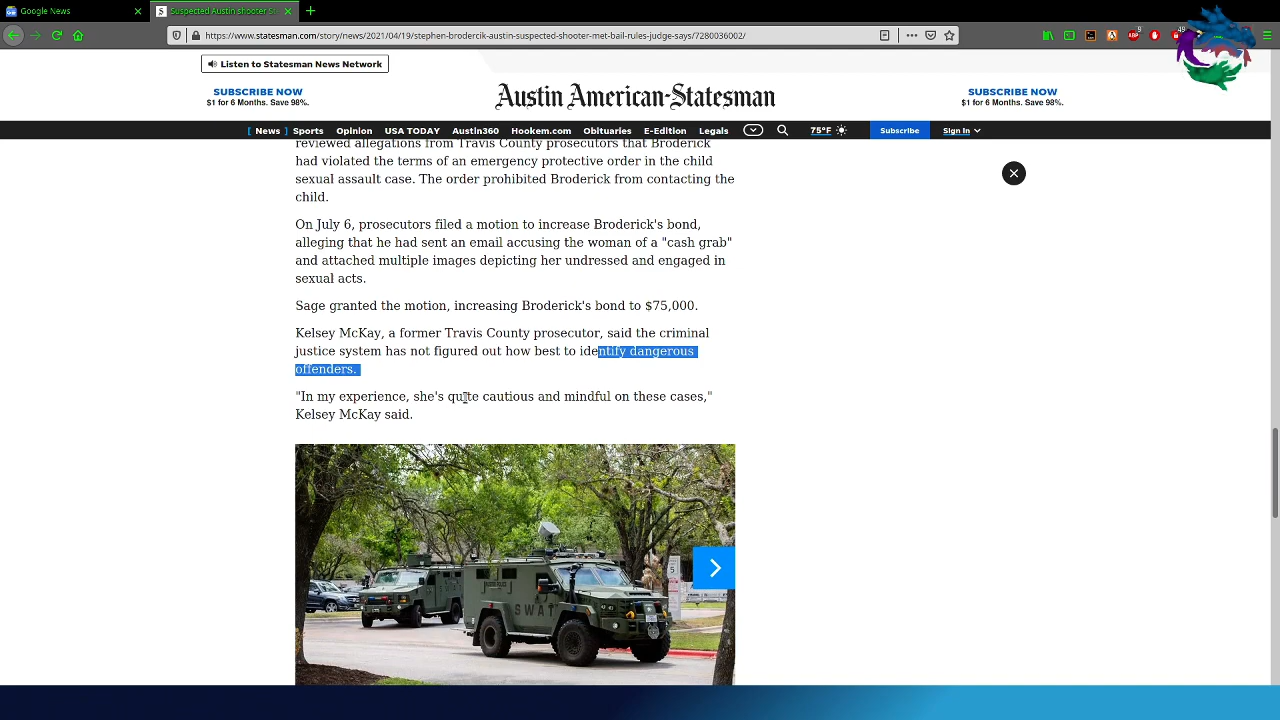 Google News
Suspected Austin shooter St
https://www.statesman.com/story/news/2021/04/19/stephen-broderick-austin-suspected-shooter-met-bail-rules-judge-says/7280036002/
Listen to Statesman News Network
SUBSCRIBE NOW
$1 for 6 Months. Save 98%.
Austin American-Statesman
SUBSCRIBE NOW
$1 for 6 Months. Save 98%.
[ News ] Sports Opinion USA TODAY Austin360 Hookem.com Obituaries E-Edition Legals 75°F Subscribe Sign In
reviewed allegations from Travis County prosecutors that Broderick
had violated the terms of an emergency protective order in the child
sexual assault case. The order prohibited Broderick from contacting the
child.
On July 6, prosecutors filed a motion to increase Broderick's bond,
alleging that he had sent an email accusing the woman of a "cash grab"
and attached multiple images depicting her undressed and engaged in
sexual acts.
Sage granted the motion, increasing Broderick's bond to $75,000.
Kelsey McKay, a former Travis County prosecutor, said the criminal
justice system has not figured out how best to identify dangerous
offenders.
"In my experience, she's quite cautious and mindful on these cases,"
Kelsey McKay said.
SWAT
5